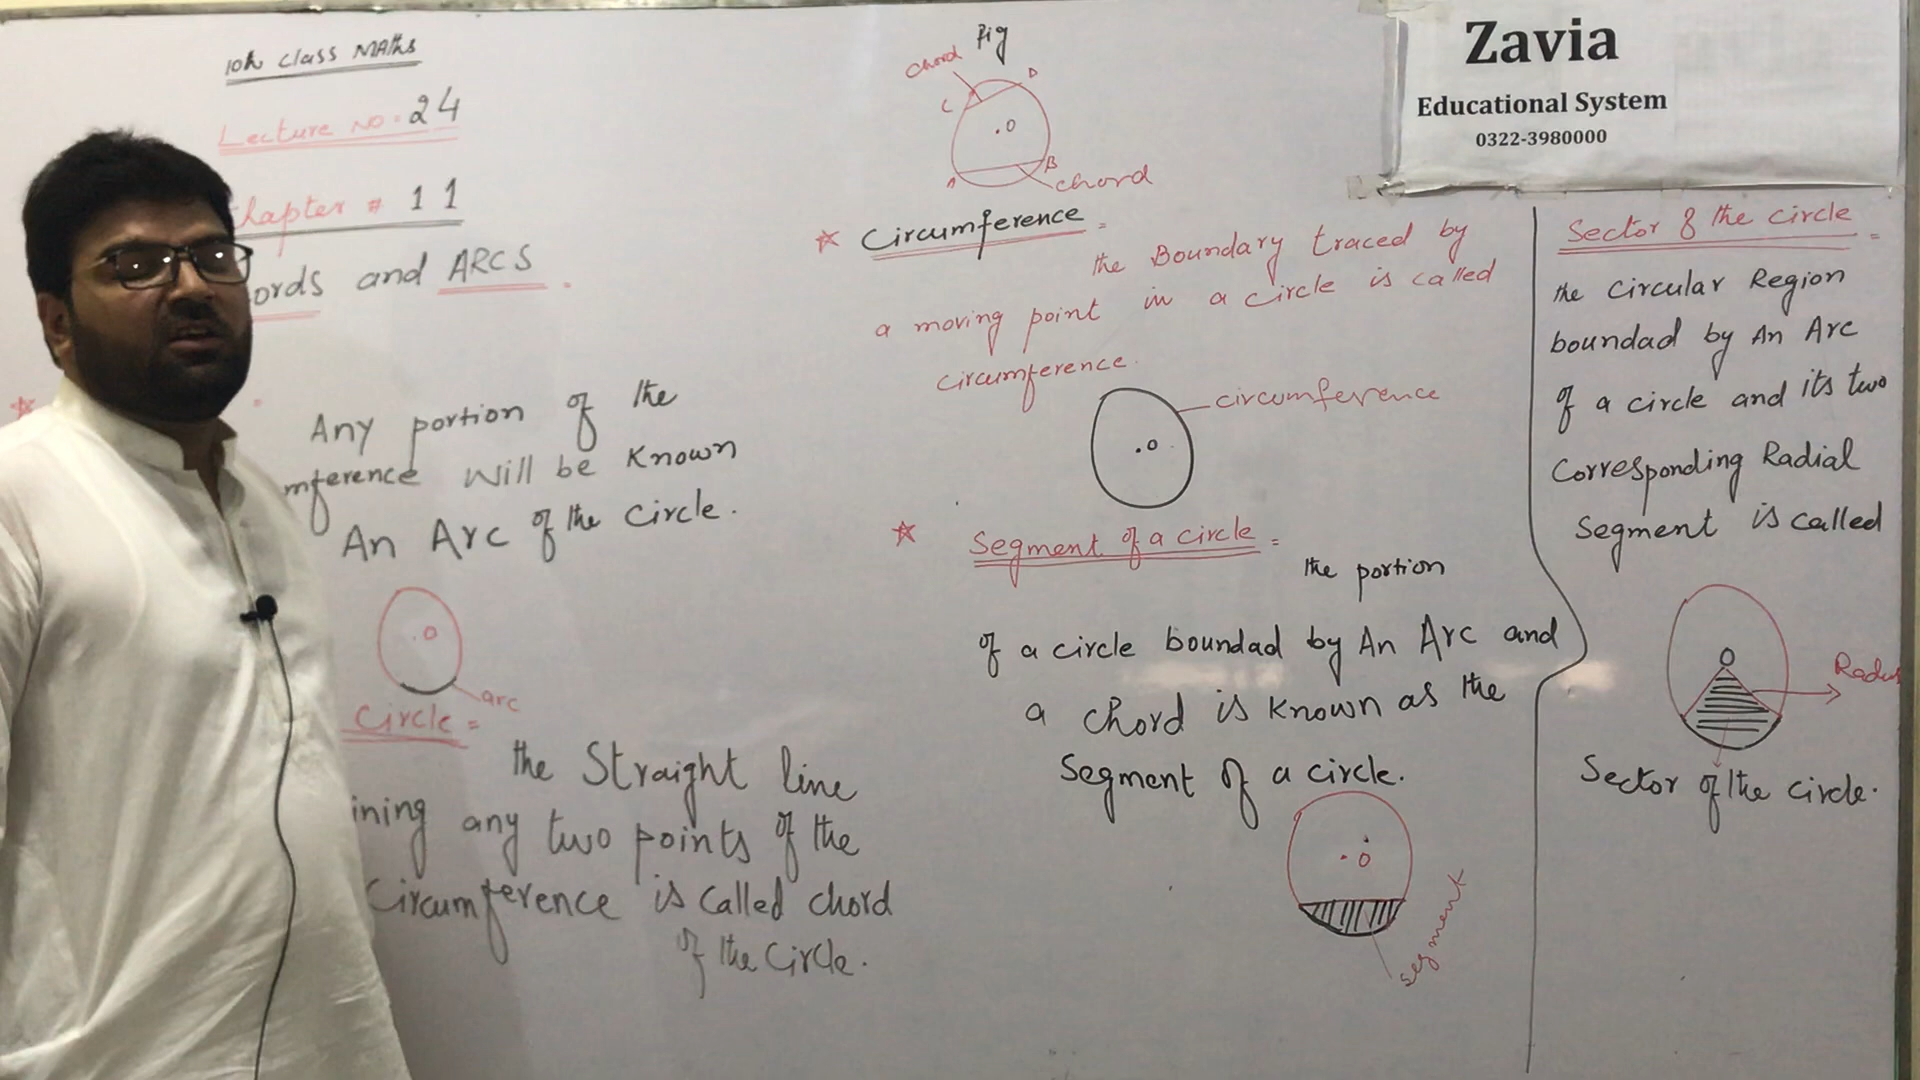 10th class MAths
Lecture NO. 24
hapter # 11
ords and ARCS
Any portion of the
mference will be known
An Arc of the circle.
O
arc
Circle =
the Straight line
ining any two points of the
Circumference is called chord
of the Circle.
Fig
chord
C
D
O
A
B
chord
Circumference =
the Boundary traced by
a moving point in a circle is called
circumference.
circumference
O
Segment of a circle =
the portion
of a circle boundad by An Arc and
a chord is known as the
Segment of a circle.
O
segment
Zavia
Educational System
0322-3980000
Sector of the circle =
the circular Region
boundad by An Arc
of a circle and its two
Corresponding Radial
Segment is called
O
Sector of the circle.